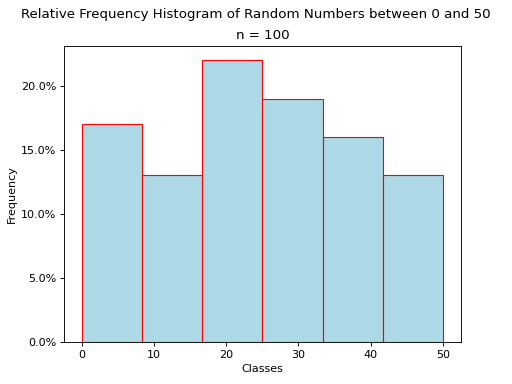 Relative Frequency Histogram of Random Numbers between 0 and 50
n = 100
20.0%
15.0%
10.0%
5.0%
0.0%
Frequency
0 10 20 30 40 50
Classes